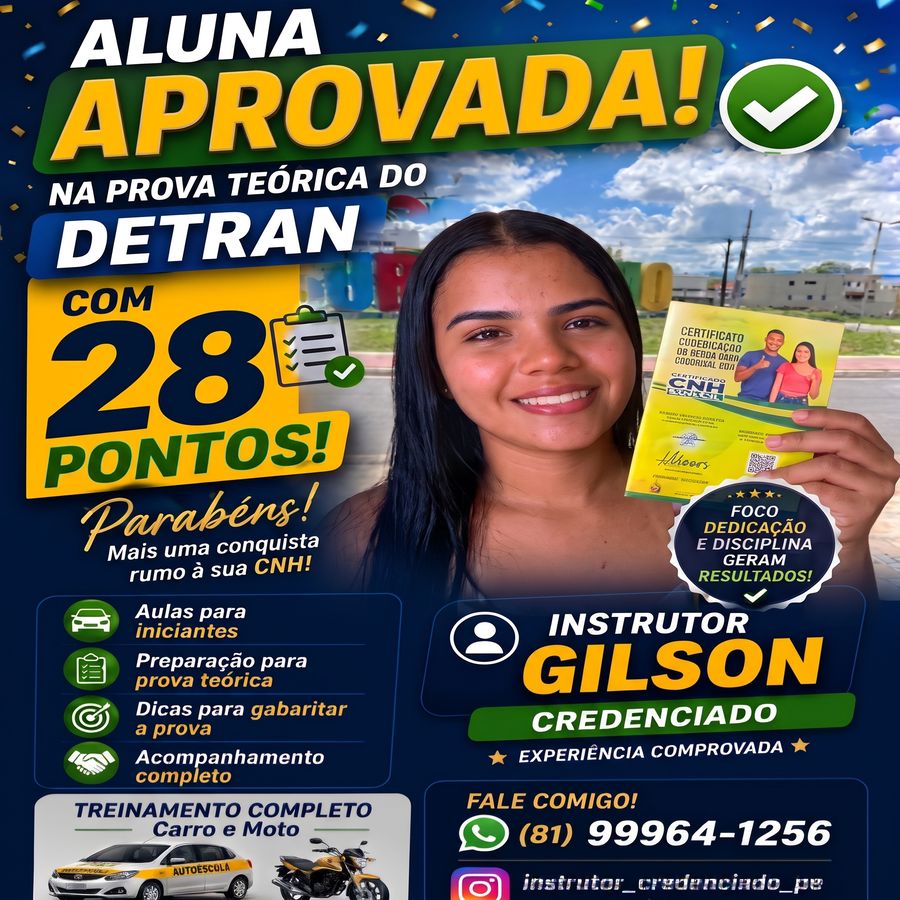 ALUNA
APROVADA!
NA PROVA TEÓRICA DO
DETRAN
COM
28
PONTOS!
Parabéns!
Mais uma conquista
rumo à sua CNH!
CERTIFICATO
CNH
FOCO
DEDICAÇÃO
E DISCIPLINA
GERAM
RESULTADOS!
Aulas para
iniciantes
Preparação para
prova teórica
Dicas para gabaritar
a prova
Acompanhamento
completo
INSTRUTOR
GILSON
CREDENCIADO
EXPERIÊNCIA COMPROVADA
TREINAMENTO COMPLETO
Carro e Moto
AUTOESCOLA
FALE COMIGO!
(81) 99964-1256
instrutor_credenciado_pe